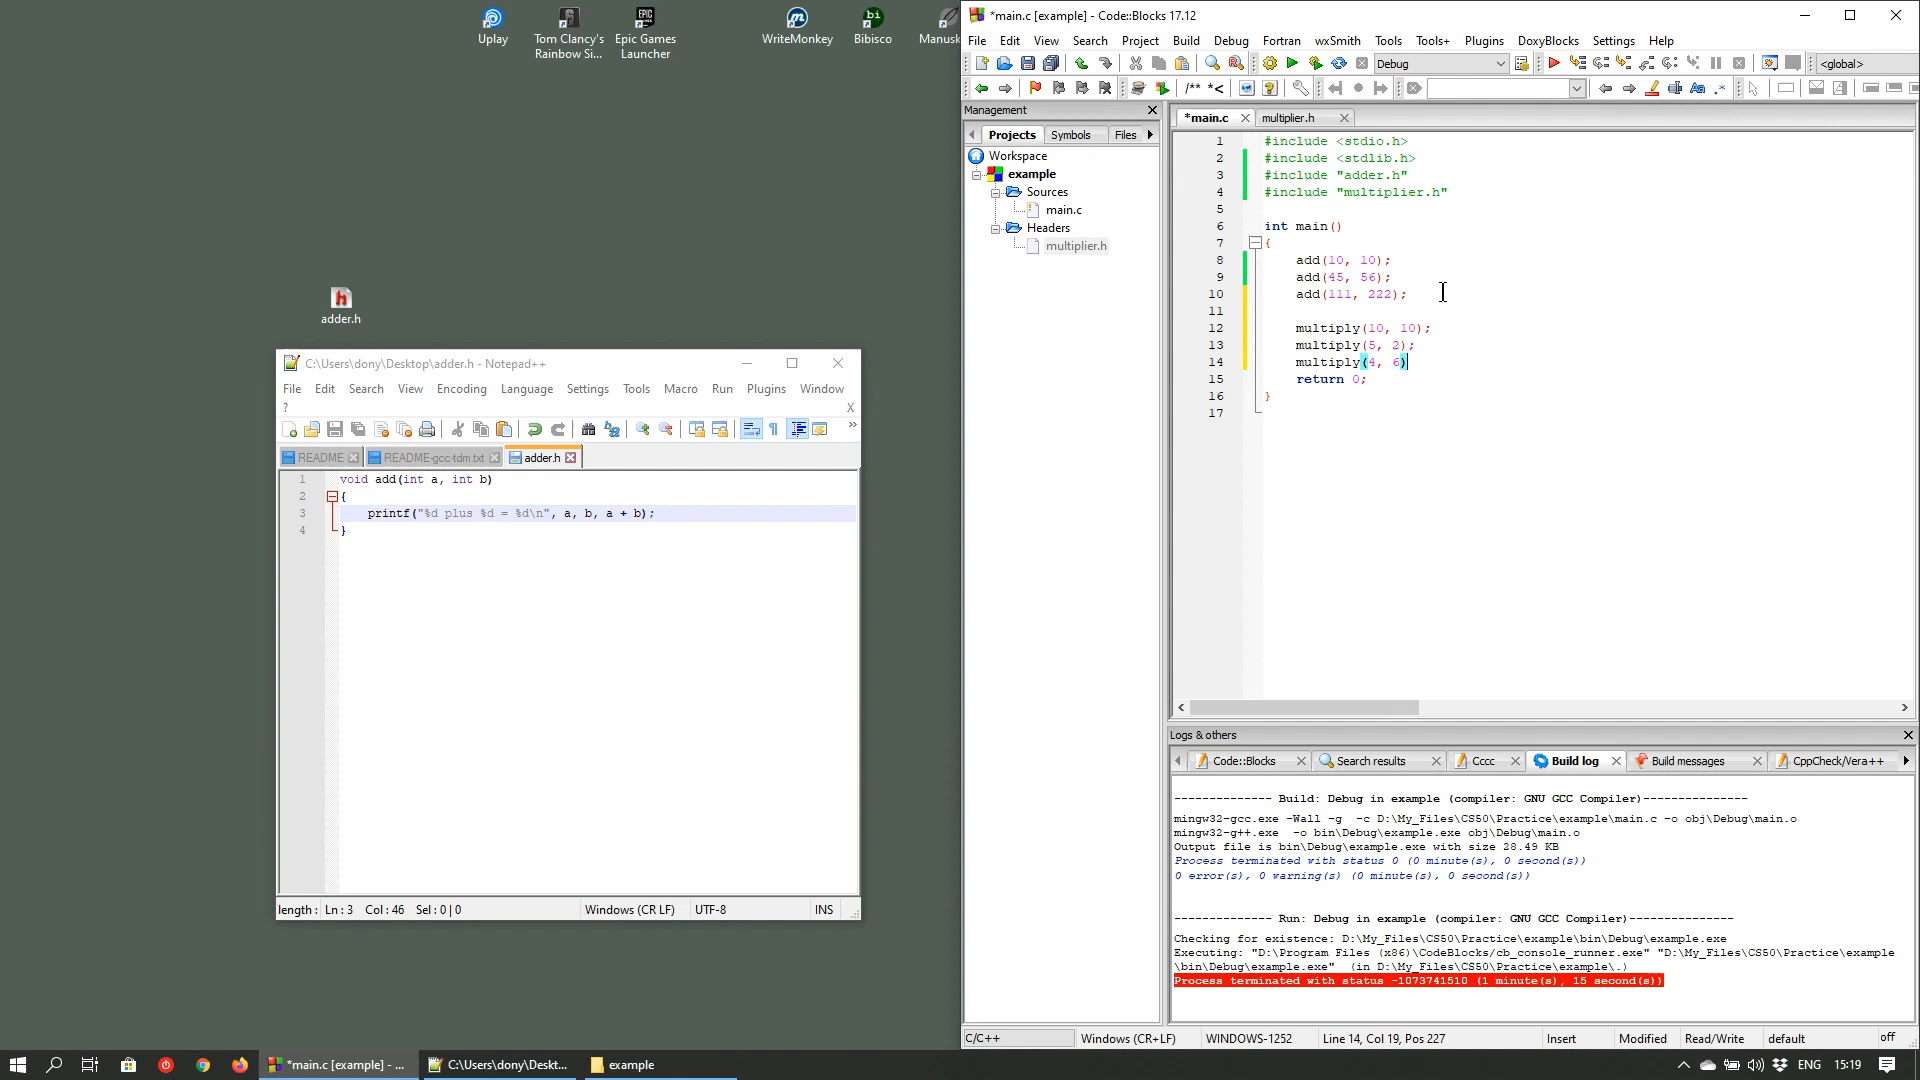 Uplay
Tom Clancy's
Rainbow Si...
Epic Games
Launcher
WriteMonkey
Bibisco
Manusk
adder.h
C:\Users\dony\Desktop\adder.h - Notepad++
File Edit Search View Encoding Language Settings Tools Macro Run Plugins Window
? X
README README-gcc-tdm.txt adder.h
1 void add(int a, int b)
2 {
3 printf("%d plus %d = %d\n", a, b, a + b);
4 }
length : Ln : 3 Col : 46 Sel : 0 | 0 Windows (CR LF) UTF-8 INS
*main.c [example] - Code::Blocks 17.12
File Edit View Search Project Build Debug Fortran wxSmith Tools Tools+ Plugins DoxyBlocks Settings Help
Debug <global>
/** *<
Management
Projects Symbols Files
Workspace
example
Sources
main.c
Headers
multiplier.h
*main.c multiplier.h
1 #include <stdio.h>
2 #include <stdlib.h>
3 #include "adder.h"
4 #include "multiplier.h"
5
6 int main()
7 {
8 add(10, 10);
9 add(45, 56);
10 add(111, 222);
11
12 multiply(10, 10);
13 multiply(5, 2);
14 multiply(4, 6)
15 return 0;
16 }
17
Logs & others
Code::Blocks Search results Cccc Build log Build messages CppCheck/Vera++
-------------- Build: Debug in example (compiler: GNU GCC Compiler)---------------
mingw32-gcc.exe -Wall -g -c D:\My_Files\CS50\Practice\example\main.c -o obj\Debug\main.o
mingw32-g++.exe -o bin\Debug\example.exe obj\Debug\main.o
Output file is bin\Debug\example.exe with size 28.49 KB
Process terminated with status 0 (0 minute(s), 0 second(s))
0 error(s), 0 warning(s) (0 minute(s), 0 second(s))
-------------- Run: Debug in example (compiler: GNU GCC Compiler)---------------
Checking for existence: D:\My_Files\CS50\Practice\example\bin\Debug\example.exe
Executing: "D:\Program Files (x86)\CodeBlocks/cb_console_runner.exe" "D:\My_Files\CS50\Practice\example
\bin\Debug\example.exe" (in D:\My_Files\CS50\Practice\example\.)
Process terminated with status -1073741510 (1 minute(s), 15 second(s))
C/C++ Windows (CR+LF) WINDOWS-1252 Line 14, Col 19, Pos 227 Insert Modified Read/Write default off
*main.c [example] - ... C:\Users\dony\Deskt... example ENG 15:19